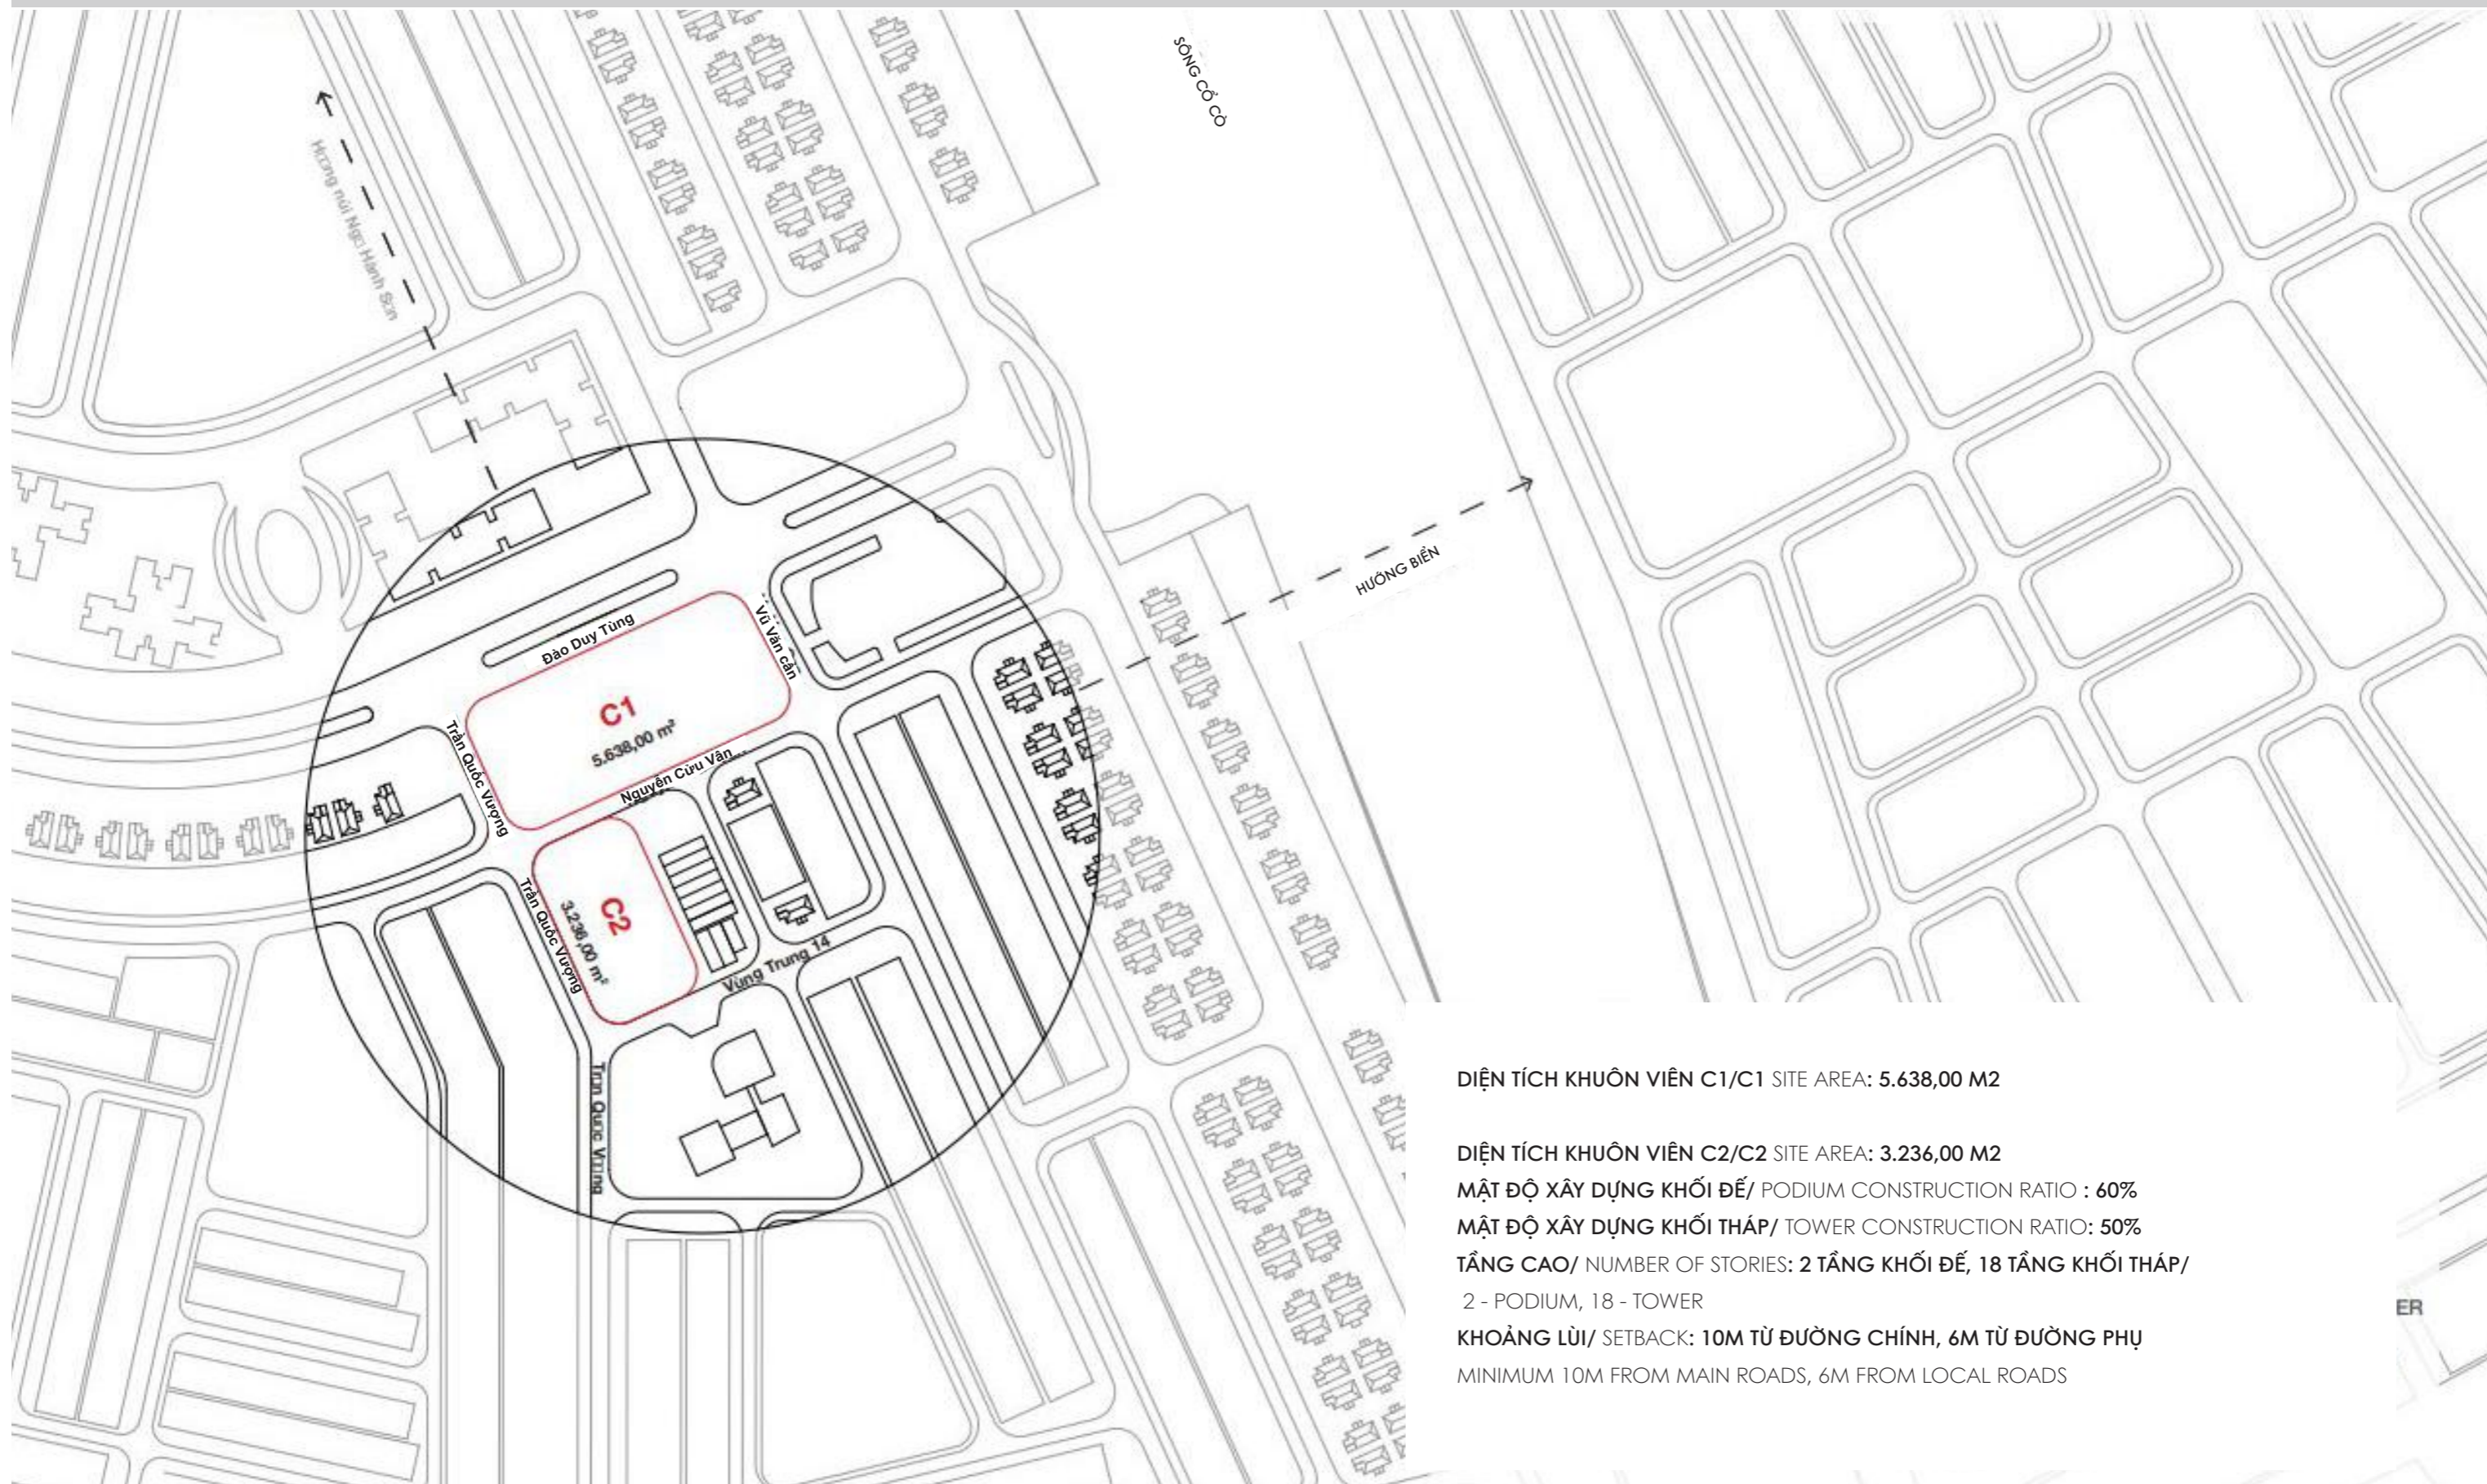 SÔNG CỔ CÒ
Hướng núi Ngũ Hành Sơn
HƯỚNG BIỂN
Đào Duy Tùng
Vũ Văn cẩn
C1
5.638,00 m²
Trần Quốc Vượng
Nguyễn Cửu Vân
C2
3.236,00 m²
Trần Quốc Vượng
Vùng Trung 14
DIỆN TÍCH KHUÔN VIÊN C1/C1 SITE AREA: 5.638,00 M2
DIỆN TÍCH KHUÔN VIÊN C2/C2 SITE AREA: 3.236,00 M2
MẬT ĐỘ XÂY DỰNG KHỐI ĐẾ/ PODIUM CONSTRUCTION RATIO : 60%
MẬT ĐỘ XÂY DỰNG KHỐI THÁP/ TOWER CONSTRUCTION RATIO: 50%
TẦNG CAO/ NUMBER OF STORIES: 2 TẦNG KHỐI ĐẾ, 18 TẦNG KHỐI THÁP/
2 - PODIUM, 18 - TOWER
KHOẢNG LÙI/ SETBACK: 10M TỪ ĐƯỜNG CHÍNH, 6M TỪ ĐƯỜNG PHỤ
MINIMUM 10M FROM MAIN ROADS, 6M FROM LOCAL ROADS
ER